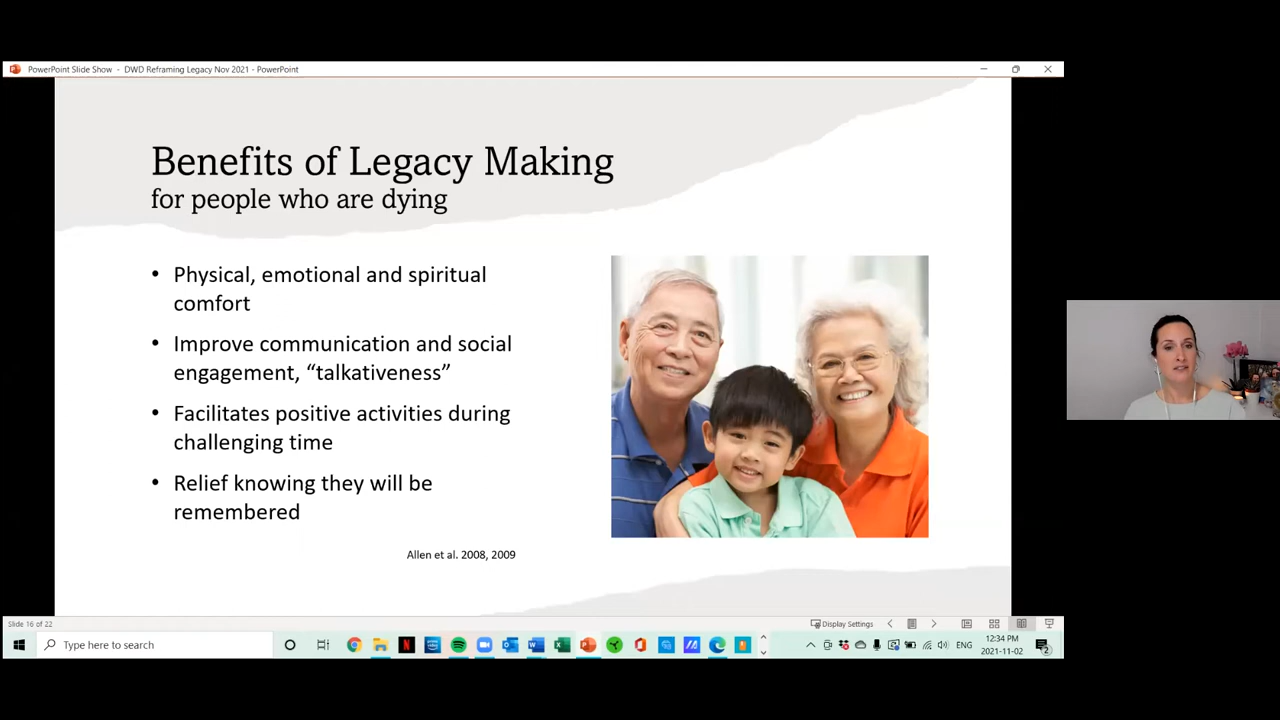 PowerPoint Slide Show - DWD Reframing Legacy Nov 2021 - PowerPoint
Benefits of Legacy Making
for people who are dying
• Physical, emotional and spiritual
comfort
• Improve communication and social
engagement, “talkativeness”
• Facilitates positive activities during
challenging time
• Relief knowing they will be
remembered
Allen et al. 2008, 2009
Slide 16 of 22
Display Settings
Type here to search
ENG
12:34 PM
2021-11-02
2